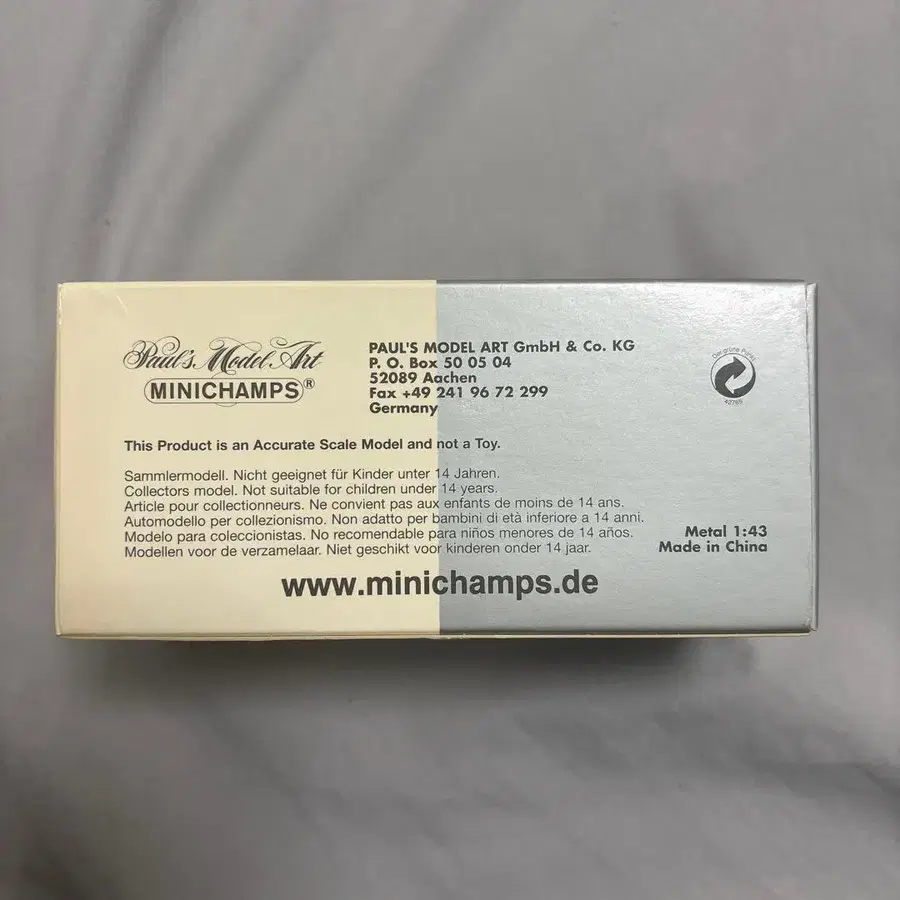 Paul's Model Art
MINICHAMPS®
PAUL'S MODEL ART GmbH & Co. KG
P. O. Box 50 05 04
52089 Aachen
Fax +49 241 96 72 299
Germany
Der grüne Punkt
This Product is an Accurate Scale Model and not a Toy.
Sammlermodell. Nicht geeignet für Kinder unter 14 Jahren.
Collectors model. Not suitable for children under 14 years.
Article pour collectionneurs. Ne convient pas aux enfants de moins de 14 ans.
Automodello per collezionismo. Non adatto per bambini di età inferiore a 14 anni.
Modelo para coleccionistas. No recomendable para niños menores de 14 años.
Modellen voor de verzamelaar. Niet geschikt voor kinderen onder 14 jaar.
Metal 1:43
Made in China
www.minichamps.de